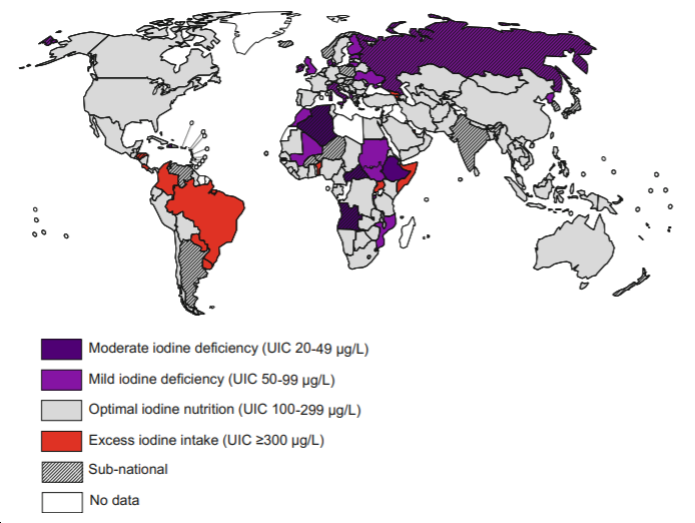 Moderate iodine deficiency (UIC 20-49 µg/L)
Mild iodine deficiency (UIC 50-99 µg/L)
Optimal iodine nutrition (UIC 100-299 µg/L)
Excess iodine intake (UIC ≥300 µg/L)
Sub-national
No data